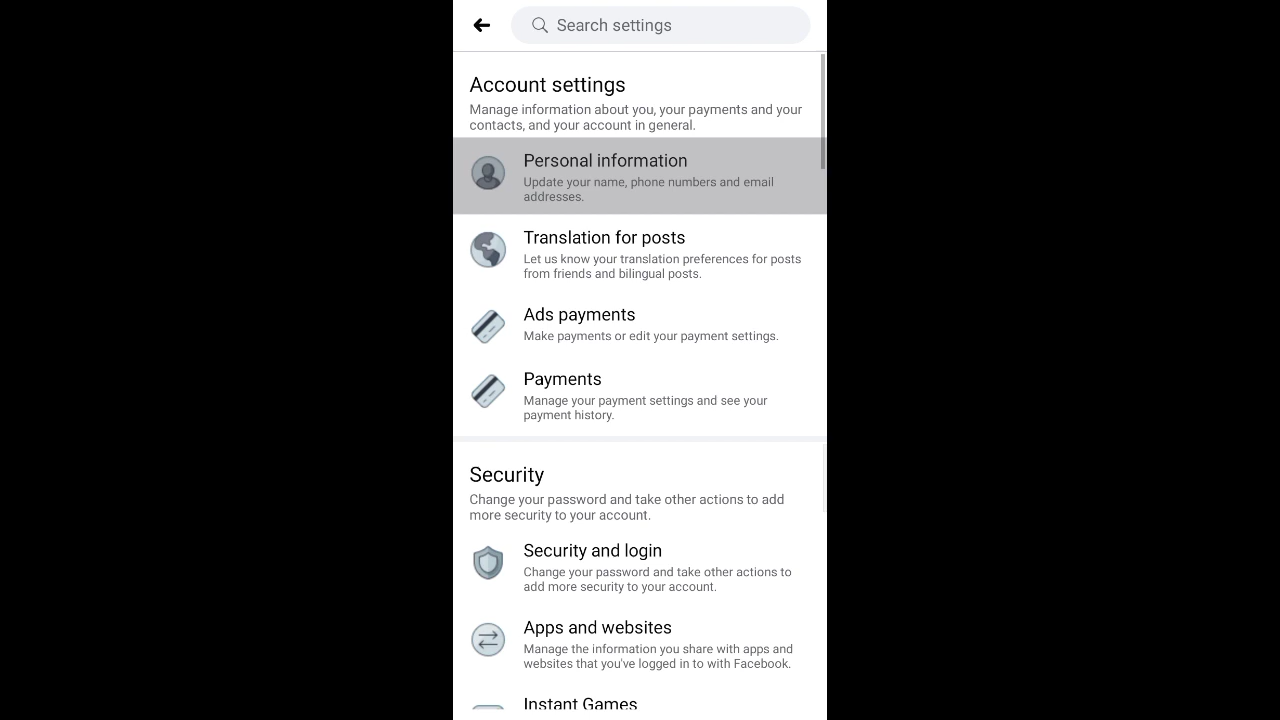 Search settings
Account settings
Manage information about you, your payments and your
contacts, and your account in general.
Personal information
Update your name, phone numbers and email
addresses.
Translation for posts
Let us know your translation preferences for posts
from friends and bilingual posts.
Ads payments
Make payments or edit your payment settings.
Payments
Manage your payment settings and see your
payment history.
Security
Change your password and take other actions to add
more security to your account.
Security and login
Change your password and take other actions to
add more security to your account.
Apps and websites
Manage the information you share with apps and
websites that you've logged in to with Facebook.
Instant Games